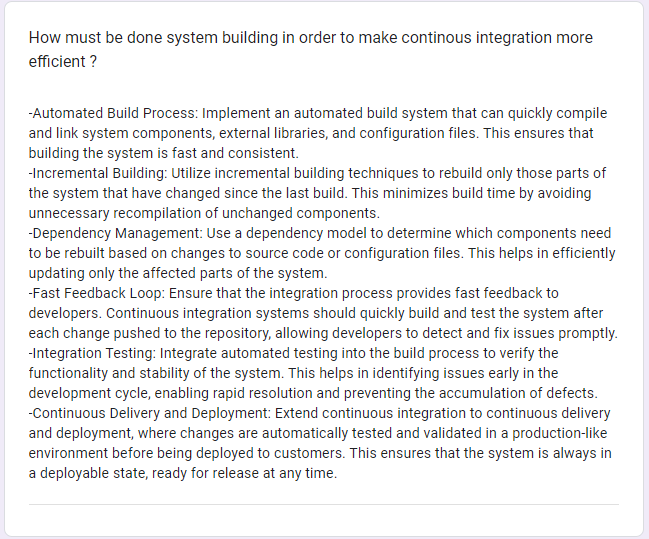 How must be done system building in order to make continous integration more
efficient ?
-Automated Build Process: Implement an automated build system that can quickly compile
and link system components, external libraries, and configuration files. This ensures that
building the system is fast and consistent.
-Incremental Building: Utilize incremental building techniques to rebuild only those parts of
the system that have changed since the last build. This minimizes build time by avoiding
unnecessary recompilation of unchanged components.
-Dependency Management: Use a dependency model to determine which components need
to be rebuilt based on changes to source code or configuration files. This helps in efficiently
updating only the affected parts of the system.
-Fast Feedback Loop: Ensure that the integration process provides fast feedback to
developers. Continuous integration systems should quickly build and test the system after
each change pushed to the repository, allowing developers to detect and fix issues promptly.
-Integration Testing: Integrate automated testing into the build process to verify the
functionality and stability of the system. This helps in identifying issues early in the
development cycle, enabling rapid resolution and preventing the accumulation of defects.
-Continuous Delivery and Deployment: Extend continuous integration to continuous delivery
and deployment, where changes are automatically tested and validated in a production-like
environment before being deployed to customers. This ensures that the system is always in
a deployable state, ready for release at any time.